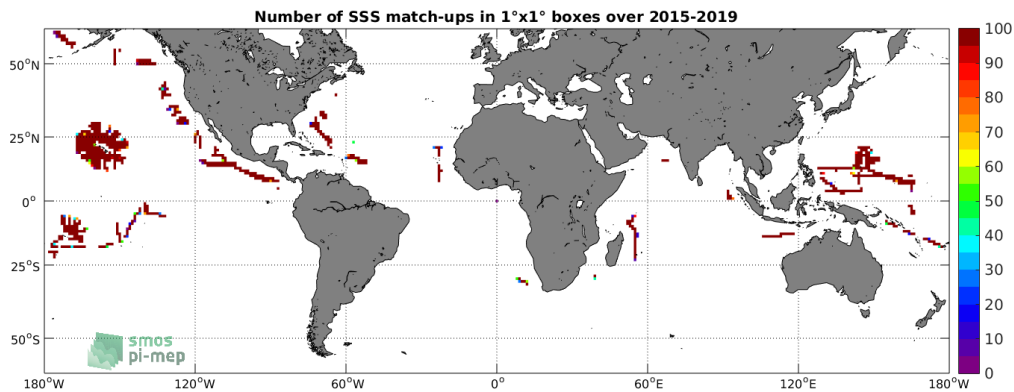 Number of SSS match-ups in 1°x1° boxes over 2015-2019
50°N
25°N
0°
25°S
50°S
180°W
120°W
60°W
0°
60°E
120°E
180°W
100
90
80
70
60
50
40
30
20
10
0
smos
pi-mep